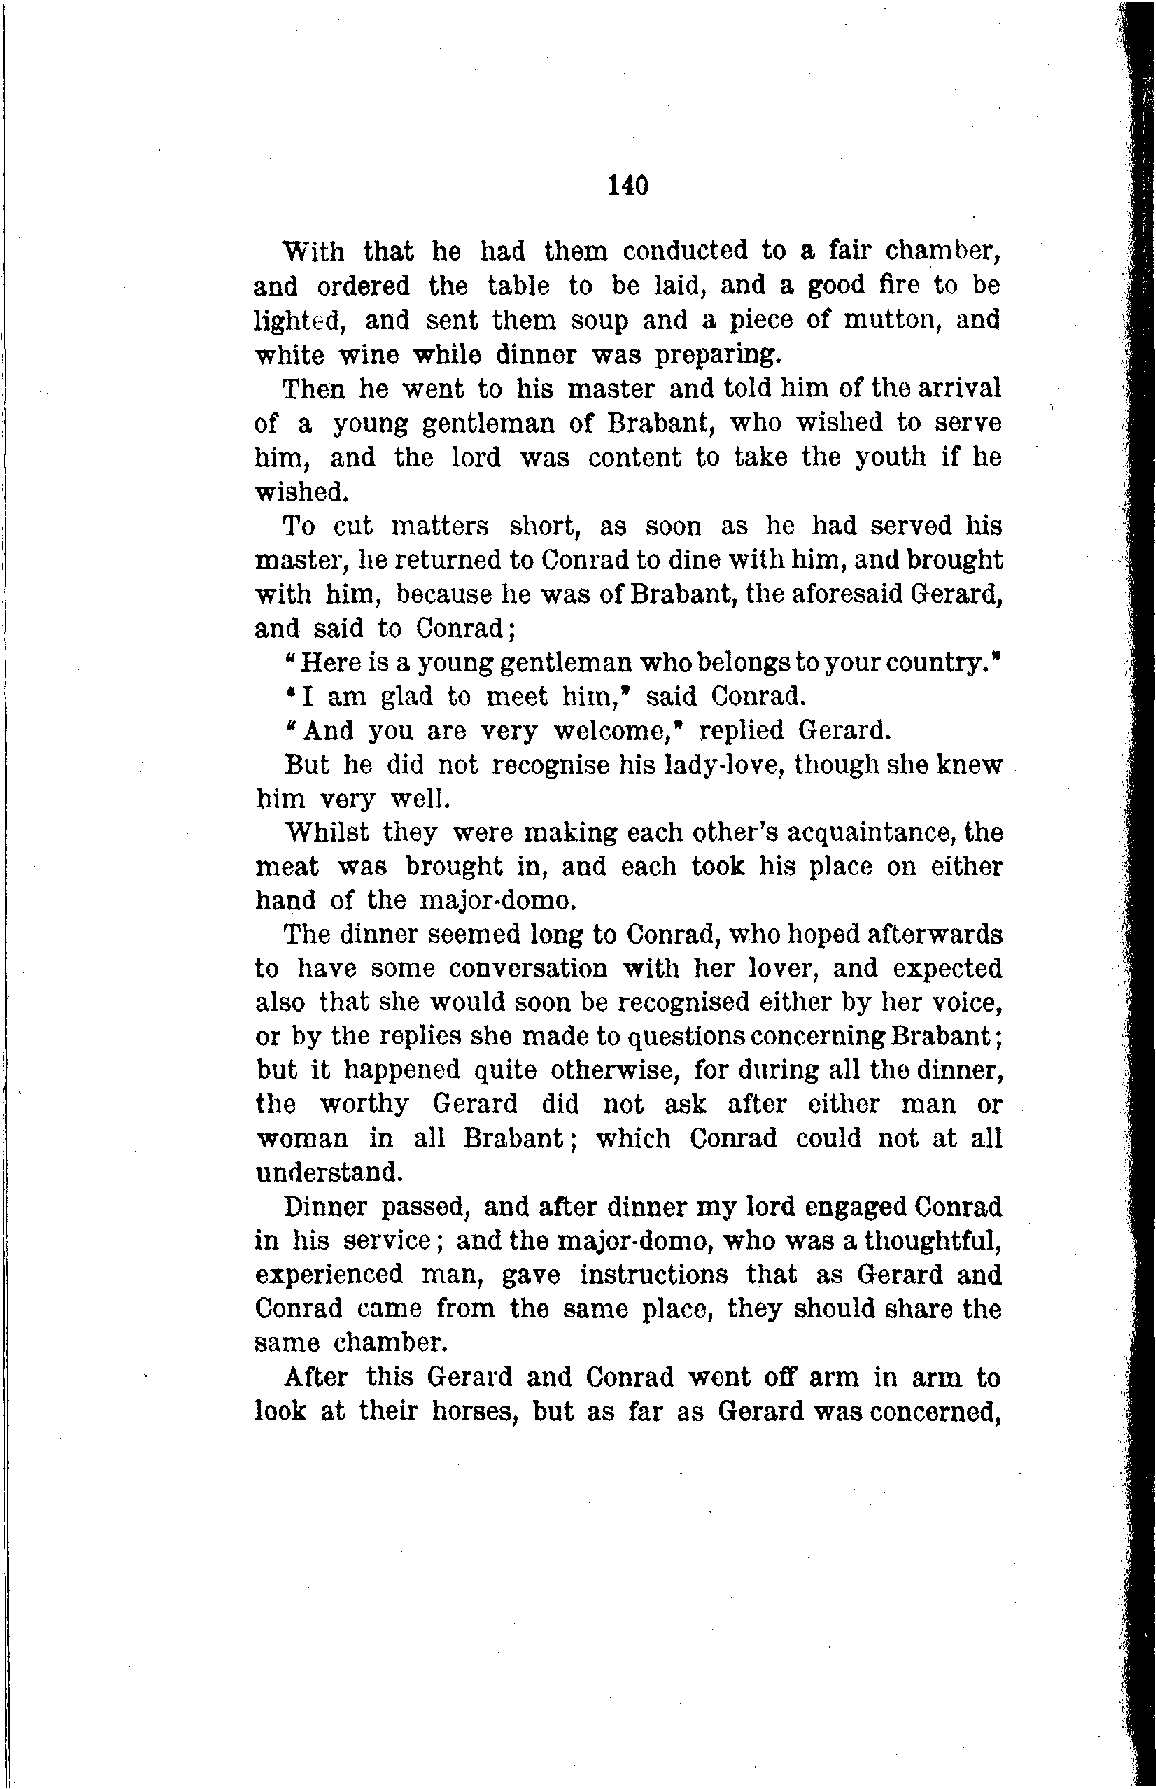 140
With that he had them conducted to a fair chamber,
and ordered the table to be laid, and a good fire to be
lighted, and sent them soup and a piece of mutton, and
white wine while dinner was preparing.
Then he went to his master and told him of the arrival
of a young gentleman of Brabant, who wished to serve
him, and the lord was content to take the youth if he
wished.
To cut matters short, as soon as he had served his
master, he returned to Conrad to dine with him, and brought
with him, because he was of Brabant, the aforesaid Gerard,
and said to Conrad;
"Here is a young gentleman who belongs to your country."
"I am glad to meet him," said Conrad.
"And you are very welcome," replied Gerard.
But he did not recognise his lady-love, though she knew
him very well.
Whilst they were making each other's acquaintance, the
meat was brought in, and each took his place on either
hand of the major-domo.
The dinner seemed long to Conrad, who hoped afterwards
to have some conversation with her lover, and expected
also that she would soon be recognised either by her voice,
or by the replies she made to questions concerning Brabant;
but it happened quite otherwise, for during all the dinner,
the worthy Gerard did not ask after either man or
woman in all Brabant; which Conrad could not at all
understand.
Dinner passed, and after dinner my lord engaged Conrad
in his service; and the major-domo, who was a thoughtful,
experienced man, gave instructions that as Gerard and
Conrad came from the same place, they should share the
same chamber.
After this Gerard and Conrad went off arm in arm to
look at their horses, but as far as Gerard was concerned,